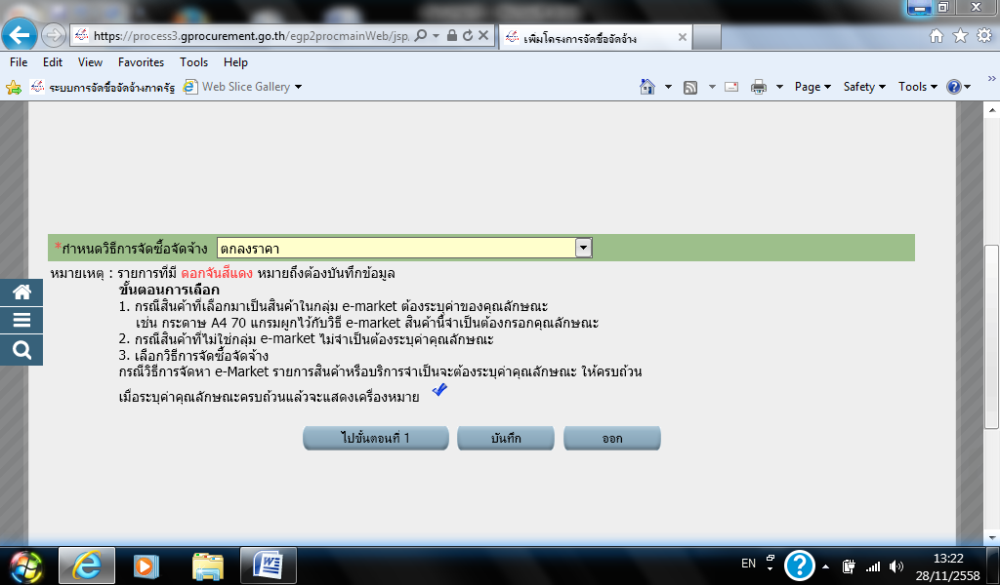 https://process3.gprocurement.go.th/egp2procmainWeb/jsp,
เพิ่มโครงการจัดซื้อจัดจ้าง
File Edit View Favorites Tools Help
ระบบการจัดซื้อจัดจ้างภาครัฐ Web Slice Gallery Page Safety Tools
*กำหนดวิธีการจัดซื้อจัดจ้าง ตกลงราคา
หมายเหตุ : รายการที่มี ดอกจันสีแดง หมายถึงต้องบันทึกข้อมูล
ขั้นตอนการเลือก
1. กรณีสินค้าที่เลือกมาเป็นสินค้าในกลุ่ม e-market ต้องระบุค่าของคุณลักษณะ
เช่น กระดาษ A4 70 แกรมผูกไว้กับวิธี e-market สินค้านี้จำเป็นต้องกรอกคุณลักษณะ
2. กรณีสินค้าที่ไม่ใช่กลุ่ม e-market ไม่จำเป็นต้องระบุค่าคุณลักษณะ
3. เลือกวิธีการจัดซื้อจัดจ้าง
กรณีวิธีการจัดหา e-Market รายการสินค้าหรือบริการจำเป็นจะต้องระบุค่าคุณลักษณะ ให้ครบถ้วน
เมื่อระบุค่าคุณลักษณะครบถ้วนแล้วจะแสดงเครื่องหมาย
ไปขั้นตอนที่ 1 บันทึก ออก
EN 13:22
28/11/2558